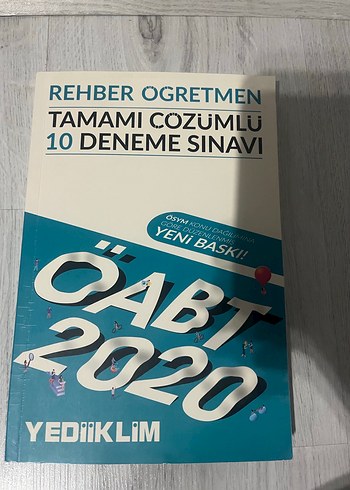 REHBER ÖĞRETMEN
TAMAMI ÇÖZÜMLÜ
10 DENEME SINAVI
ÖSYM KONU DAĞILIMINA
GÖRE DÜZENLENMİŞ
YENİ BASKI!
ÖABT
2020
YEDİİKLİM